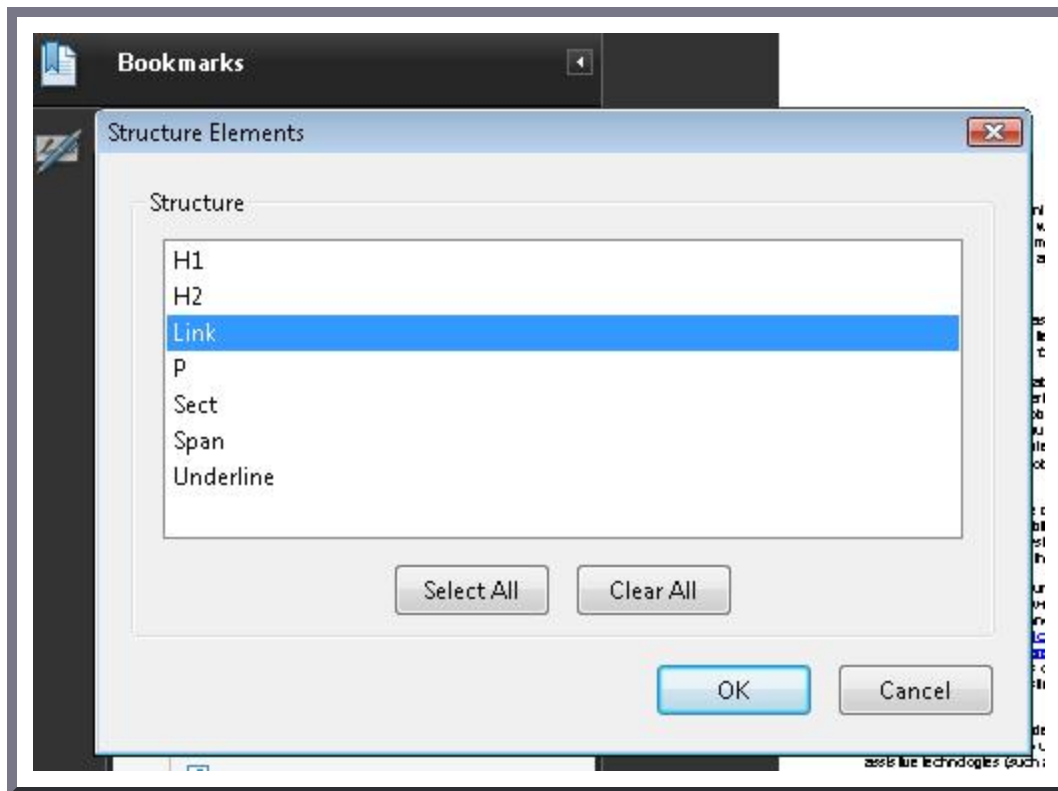 Bookmarks
Structure Elements
Structure
H1
H2
Link
P
Sect
Span
Underline
Select All
Clear All
OK
Cancel
assistive technologies (such